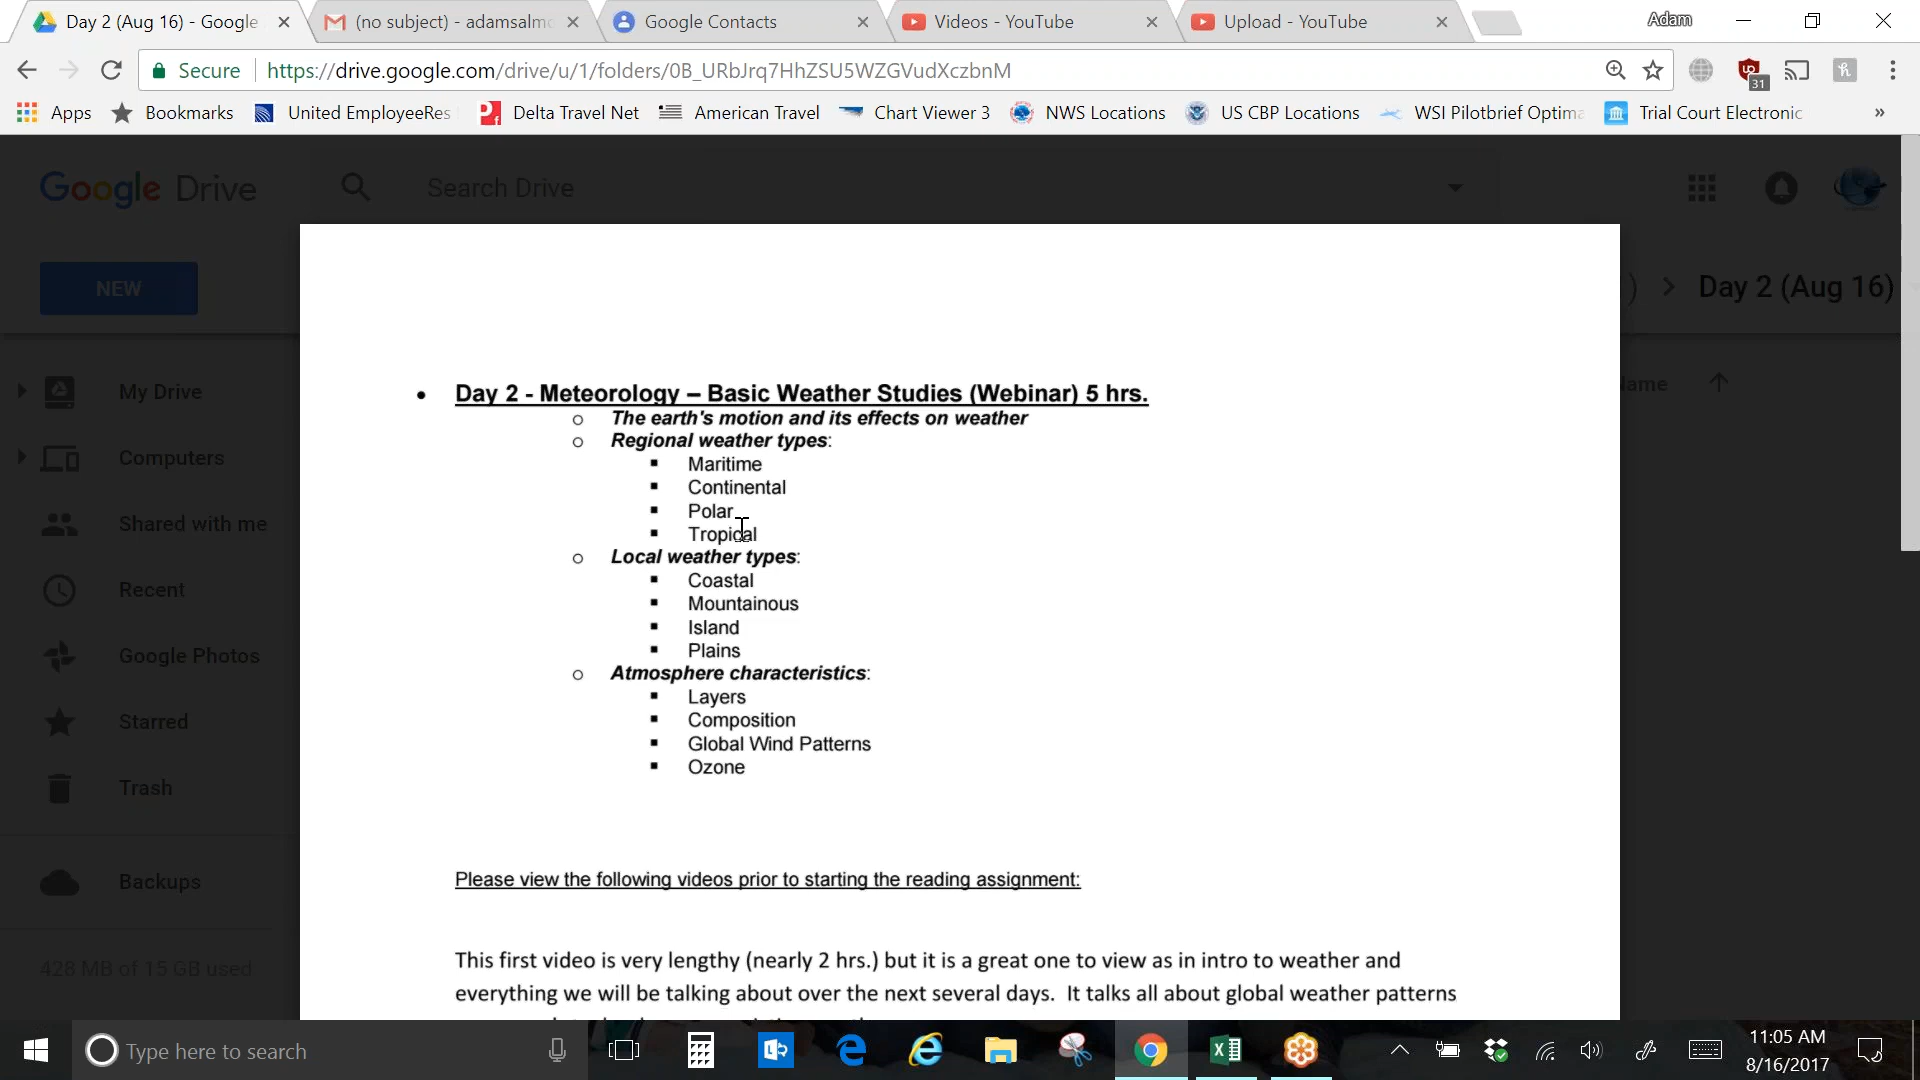 Day 2 (Aug 16) - Google
(no subject) - adamsalmo
Google Contacts
Videos - YouTube
Upload - YouTube
Adam
Secure
https://drive.google.com/drive/u/1/folders/0B_URbJrq7HhZSU5WZGVudXczbnM
31
Apps
Bookmarks
United EmployeeRes
Delta Travel Net
American Travel
Chart Viewer 3
NWS Locations
US CBP Locations
WSI Pilotbrief Optima
Trial Court Electronic
»
Google Drive
Search Drive
NEW
Day 2 (Aug 16)
My Drive
Computers
Shared with me
Recent
Google Photos
Starred
Trash
Backups
428 MB of 15 GB used
Name
• Day 2 - Meteorology – Basic Weather Studies (Webinar) 5 hrs.
o The earth's motion and its effects on weather
o Regional weather types:
▪ Maritime
▪ Continental
▪ Polar
▪ Tropical
o Local weather types:
▪ Coastal
▪ Mountainous
▪ Island
▪ Plains
o Atmosphere characteristics:
▪ Layers
▪ Composition
▪ Global Wind Patterns
▪ Ozone
Please view the following videos prior to starting the reading assignment:
This first video is very lengthy (nearly 2 hrs.) but it is a great one to view as in intro to weather and
everything we will be talking about over the next several days. It talks all about global weather patterns
Type here to search
11:05 AM
8/16/2017